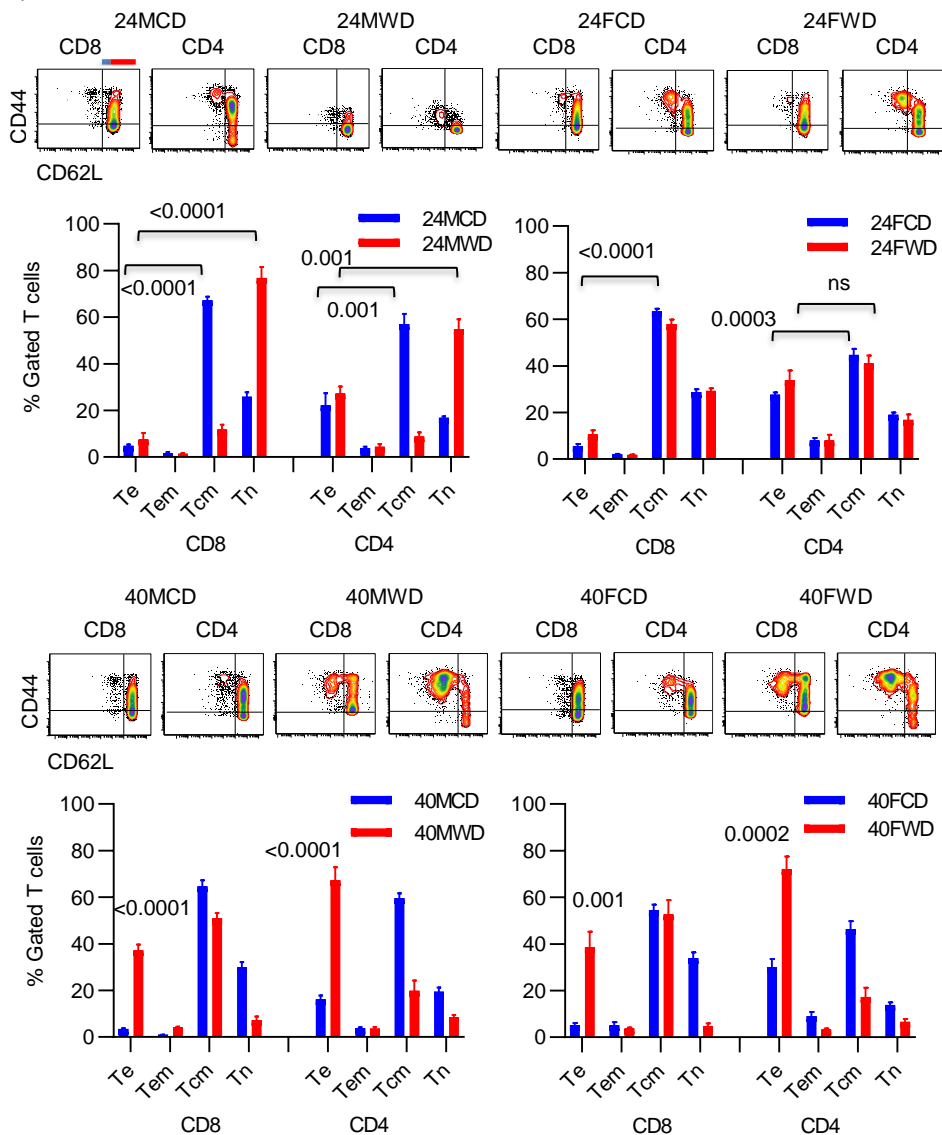 24MCD 24MWD 24FCD 24FWD
CD8 CD4 CD8 CD4 CD8 CD4 CD8 CD4
CD44
CD62L
% Gated T cells
100
80
60
40
20
0
<0.0001
<0.0001
24MCD
24MWD
0.001
0.001
Te Tem Tcm Tn Te Tem Tcm Tn
CD8 CD4
100
80
60
40
20
0
<0.0001
24FCD
24FWD
ns
0.0003
Te Tem Tcm Tn Te Tem Tcm Tn
CD8 CD4
40MCD 40MWD 40FCD 40FWD
CD8 CD4 CD8 CD4 CD8 CD4 CD8 CD4
CD44
CD62L
% Gated T cells
100
80
60
40
20
0
40MCD
40MWD
<0.0001
<0.0001
Te Tem Tcm Tn Te Tem Tcm Tn
CD8 CD4
100
80
60
40
20
0
40FCD
40FWD
0.0002
0.001
Te Tem Tcm Tn Te Tem Tcm Tn
CD8 CD4